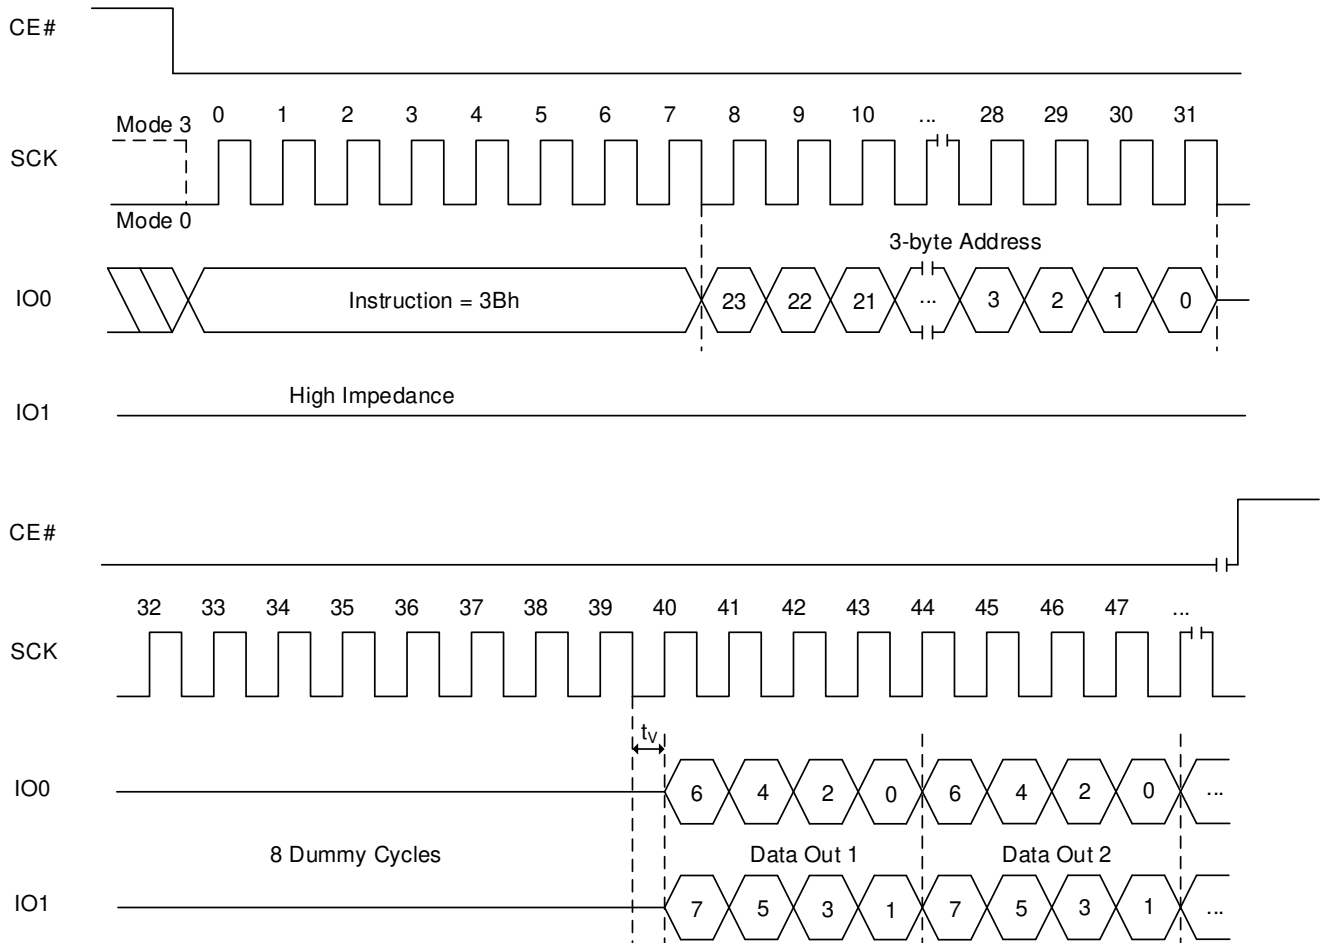 CE#
0 1 2 3 4 5 6 7 8 9 10 ... 28 29 30 31
Mode 3
SCK
Mode 0
3-byte Address
IO0 Instruction = 3Bh 23 22 21 ... 3 2 1 0
High Impedance
IO1
CE#
32 33 34 35 36 37 38 39 40 41 42 43 44 45 46 47 ...
SCK
tV
IO0 6 4 2 0 6 4 2 0 ...
8 Dummy Cycles Data Out 1 Data Out 2
IO1 7 5 3 1 7 5 3 1 ...